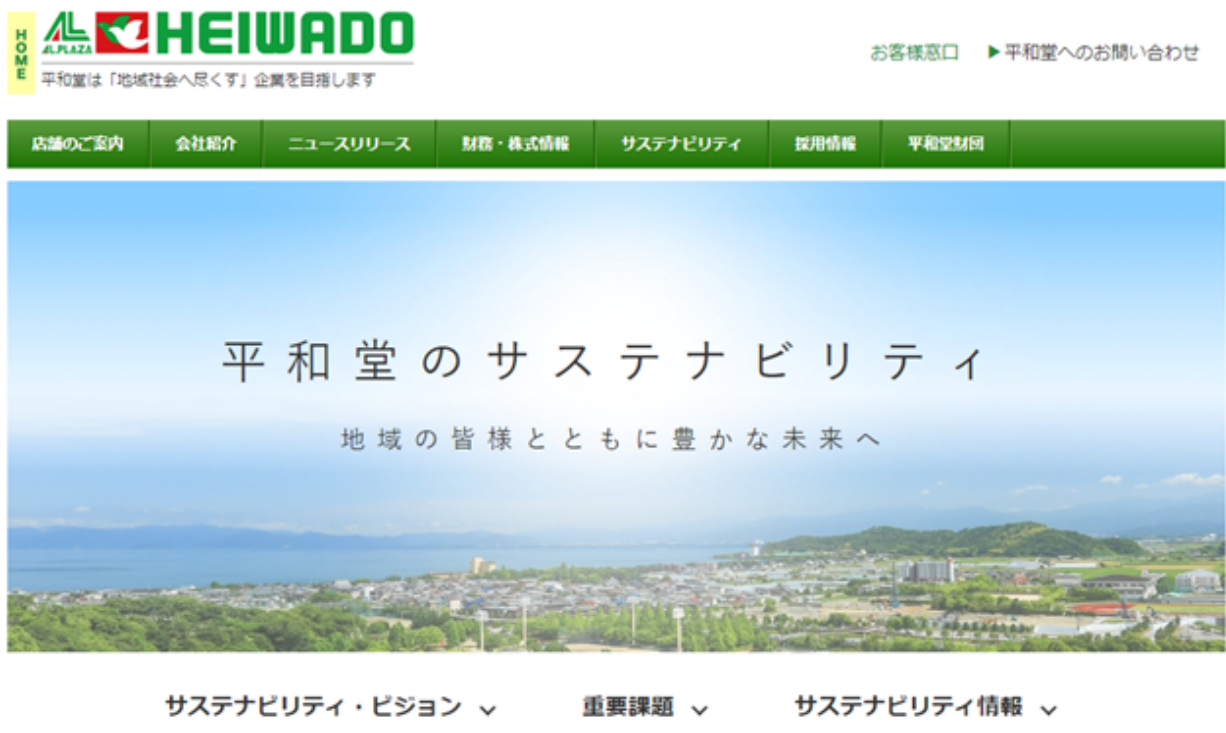 HOME
AL.PLAZA HEIWADO
平和堂は「地域社会へ尽くす」企業を目指します
お客様窓口 ▶平和堂へのお問い合わせ
店舗のご案内 会社紹介 ニュースリリース 財務・株式情報 サステナビリティ 採用情報 平和堂財団
平和堂のサステナビリティ
地域の皆様とともに豊かな未来へ
サステナビリティ・ビジョン 重要課題 サステナビリティ情報